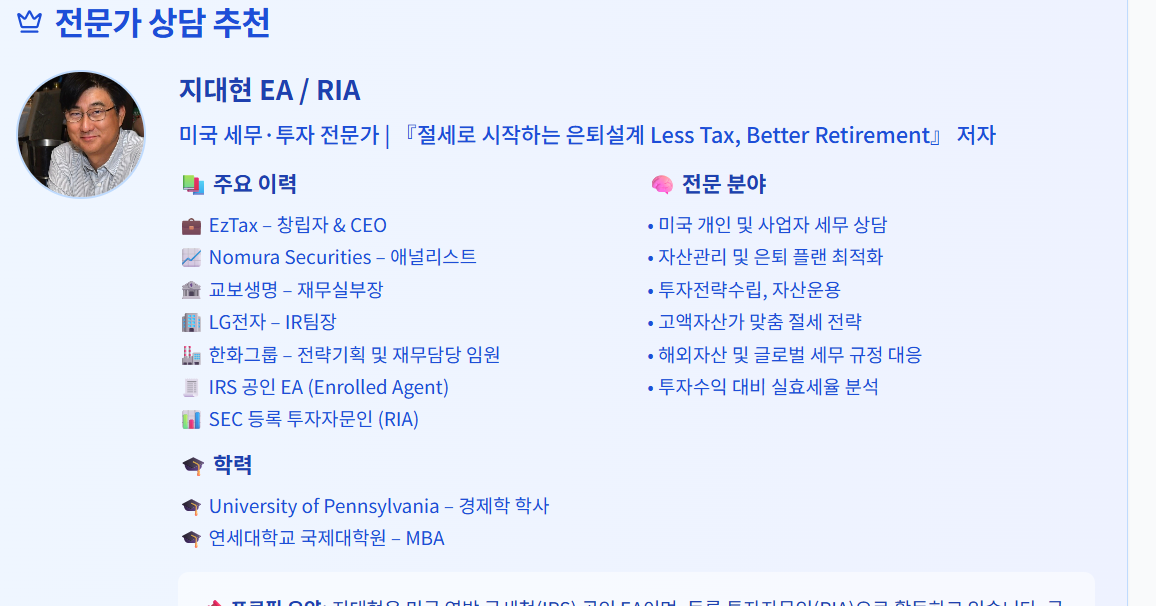 전문가 상담 추천
지대현 EA / RIA
미국 세무·투자 전문가 | 『절세로 시작하는 은퇴설계 Less Tax, Better Retirement』 저자
주요 이력
EzTax – 창립자 & CEO
Nomura Securities – 애널리스트
교보생명 – 재무실부장
LG전자 – IR팀장
한화그룹 – 전략기획 및 재무담당 임원
IRS 공인 EA (Enrolled Agent)
SEC 등록 투자자문인 (RIA)
전문 분야
• 미국 개인 및 사업자 세무 상담
• 자산관리 및 은퇴 플랜 최적화
• 투자전략수립, 자산운용
• 고액자산가 맞춤 절세 전략
• 해외자산 및 글로벌 세무 규정 대응
• 투자수익 대비 실효세율 분석
학력
University of Pennsylvania – 경제학 학사
연세대학교 국제대학원 – MBA